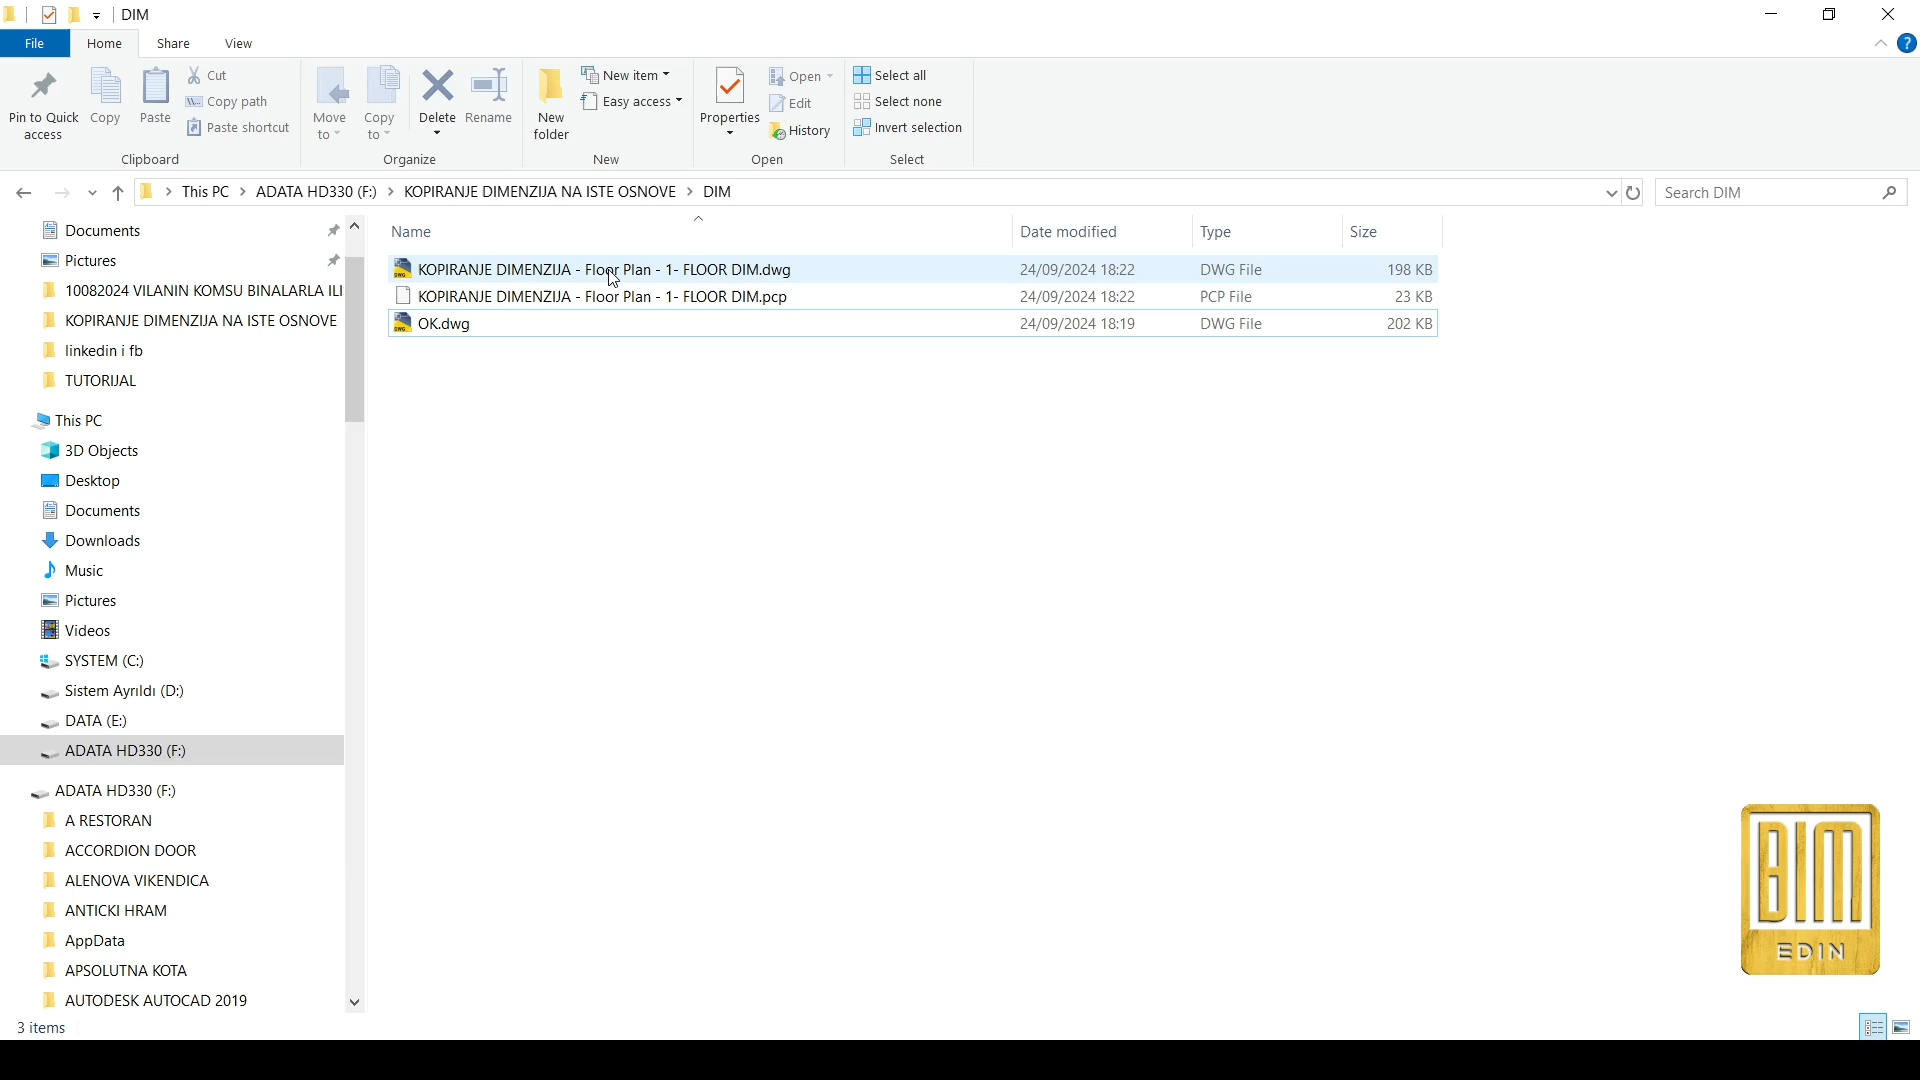 DIM
File Home Share View
Pin to Quick access
Copy
Paste
Cut
Copy path
Paste shortcut
Clipboard
Move to
Copy to
Delete
Rename
Organize
New folder
New item
Easy access
New
Properties
Open
Edit
History
Open
Select all
Select none
Invert selection
Select
This PC > ADATA HD330 (F:) > KOPIRANJE DIMENZIJA NA ISTE OSNOVE > DIM
Search DIM
Documents
Pictures
10082024 VILANIN KOMSU BINALARLA ILI
KOPIRANJE DIMENZIJA NA ISTE OSNOVE
linkedin i fb
TUTORIJAL
This PC
3D Objects
Desktop
Documents
Downloads
Music
Pictures
Videos
SYSTEM (C:)
Sistem Ayrıldı (D:)
DATA (E:)
ADATA HD330 (F:)
ADATA HD330 (F:)
A RESTORAN
ACCORDION DOOR
ALENOVA VIKENDICA
ANTICKI HRAM
AppData
APSOLUTNA KOTA
AUTODESK AUTOCAD 2019
Name Date modified Type Size
KOPIRANJE DIMENZIJA - Floor Plan - 1- FLOOR DIM.dwg 24/09/2024 18:22 DWG File 198 KB
KOPIRANJE DIMENZIJA - Floor Plan - 1- FLOOR DIM.pcp 24/09/2024 18:22 PCP File 23 KB
OK.dwg 24/09/2024 18:19 DWG File 202 KB
BIM
EDIN
3 items